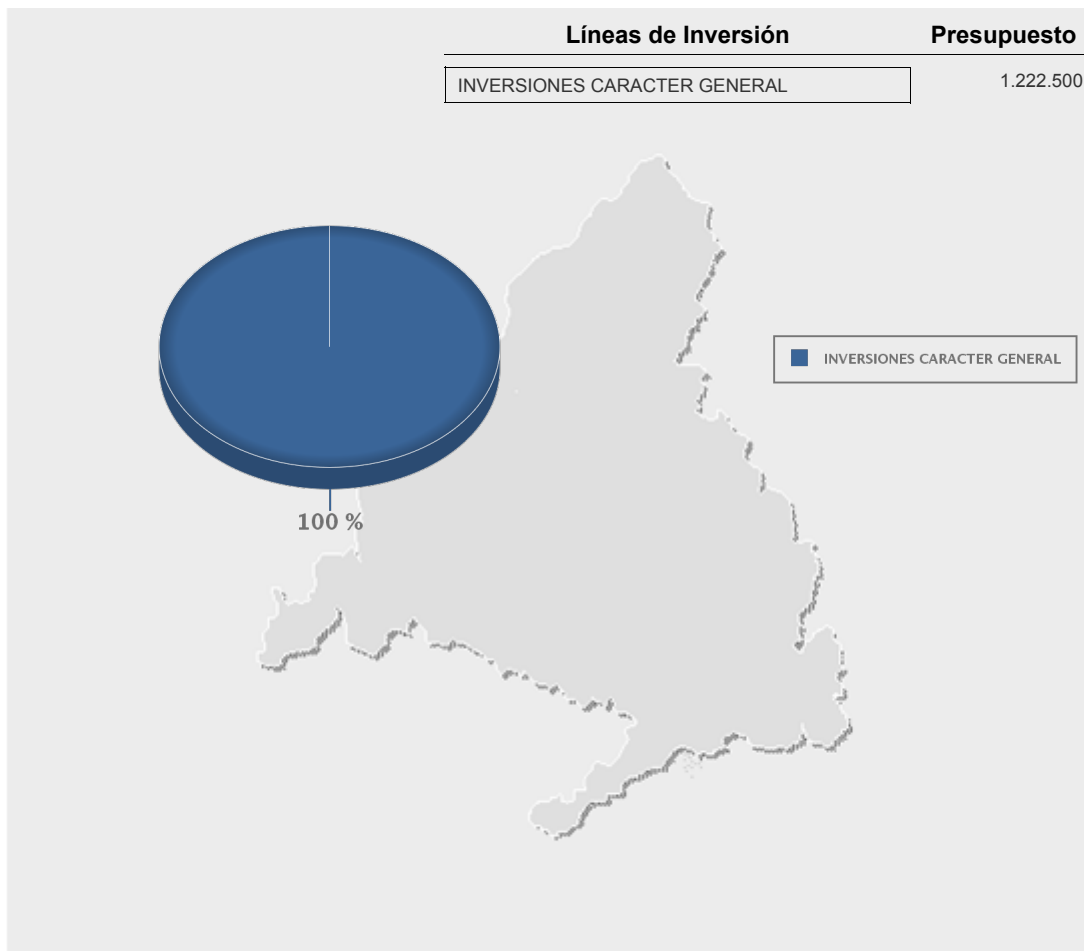 Líneas de Inversión Presupuesto
INVERSIONES CARACTER GENERAL 1.222.500
INVERSIONES CARACTER GENERAL
100 %